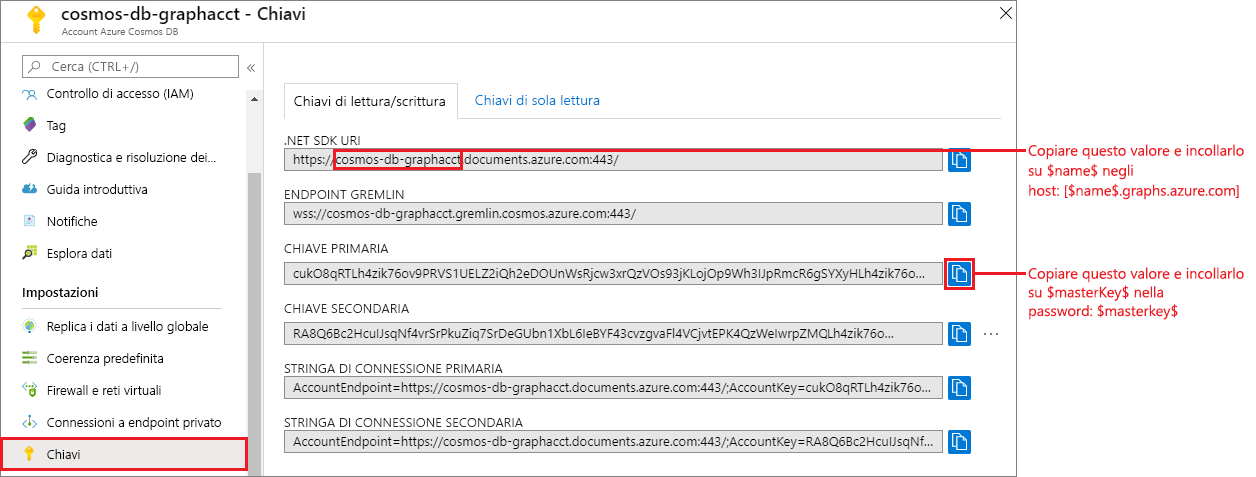 cosmos-db-graphacct - Chiavi
Account Azure Cosmos DB
Cerca (CTRL+/)
Controllo di accesso (IAM)
Tag
Diagnostica e risoluzione dei...
Guida introduttiva
Notifiche
Esplora dati
Impostazioni
Replica i dati a livello globale
Coerenza predefinita
Firewall e reti virtuali
Connessioni a endpoint privato
Chiavi
Chiavi di lettura/scrittura
Chiavi di sola lettura
.NET SDK URI
https://cosmos-db-graphacct.documents.azure.com:443/
ENDPOINT GREMLIN
wss://cosmos-db-graphacct.gremlin.cosmos.azure.com:443/
CHIAVE PRIMARIA
cukO8qRTLh4zik76ov9PRVS1UELZ2iQh2eDOUnWsRjcw3xrQzVOs93jKLojOp9Wh3IJpRmcR6gSYXyHLh4zik76o...
CHIAVE SECONDARIA
RA8Q6Bc2HcuIJsqNf4vrSrPkuZiq7SrDeGUbn1XbL6IeBYF43cvzgvaFl4VCjvtEPK4QzWeIwrpZMQLh4zik76o...
STRINGA DI CONNESSIONE PRIMARIA
AccountEndpoint=https://cosmos-db-graphacct.documents.azure.com:443/;AccountKey=cukO8qRTLh4zik76o...
STRINGA DI CONNESSIONE SECONDARIA
AccountEndpoint=https://cosmos-db-graphacct.documents.azure.com:443/;AccountKey=RA8Q6Bc2HcuIJsqNf...
Copiare questo valore e incollarlo
su $name$ negli
host: [$name$.graphs.azure.com]
Copiare questo valore e incollarlo
su $masterKey$ nella
password: $masterkey$